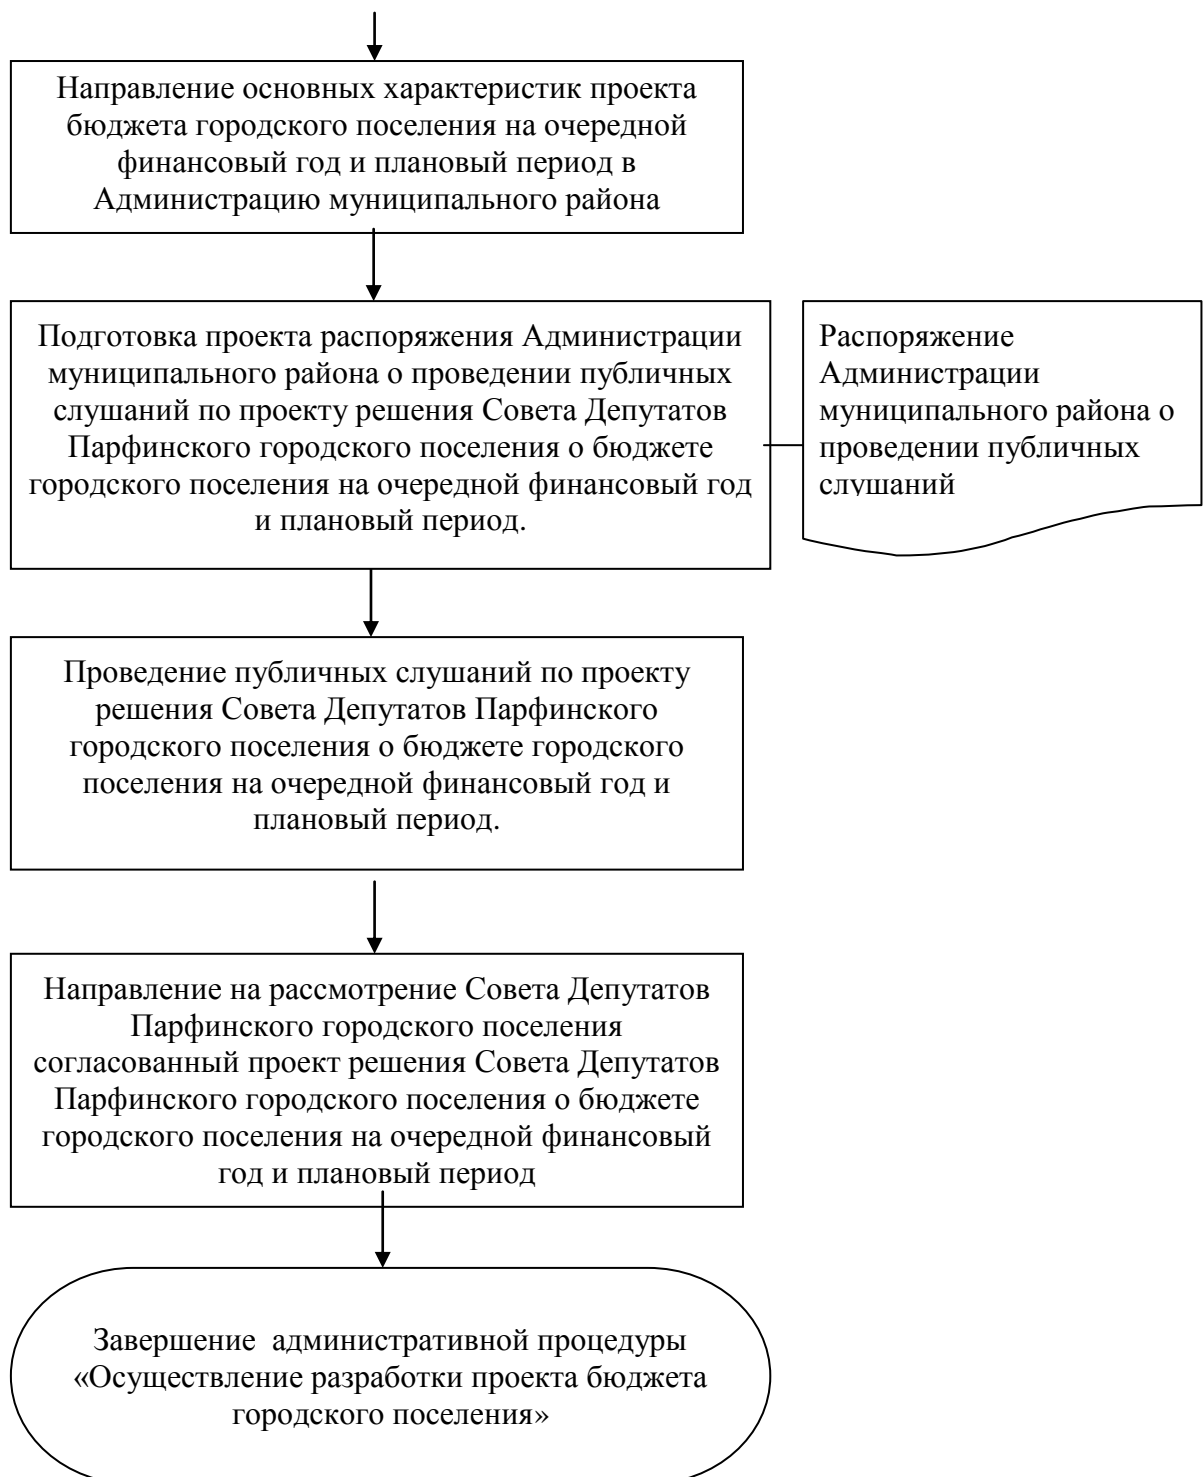 Направление основных характеристик проекта
бюджета городского поселения на очередной
финансовый год и плановый период в
Администрацию муниципального района
Подготовка проекта распоряжения Администрации
муниципального района о проведении публичных
слушаний по проекту решения Совета Депутатов
Парфинского городского поселения о бюджете
городского поселения на очередной финансовый год
и плановый период.
Распоряжение
Администрации
муниципального района о
проведении публичных
слушаний
Проведение публичных слушаний по проекту
решения Совета Депутатов Парфинского
городского поселения о бюджете городского
поселения на очередной финансовый год и
плановый период.
Направление на рассмотрение Совета Депутатов
Парфинского городского поселения
согласованный проект решения Совета Депутатов
Парфинского городского поселения о бюджете
городского поселения на очередной финансовый
год и плановый период
Завершение административной процедуры
«Осуществление разработки проекта бюджета
городского поселения»